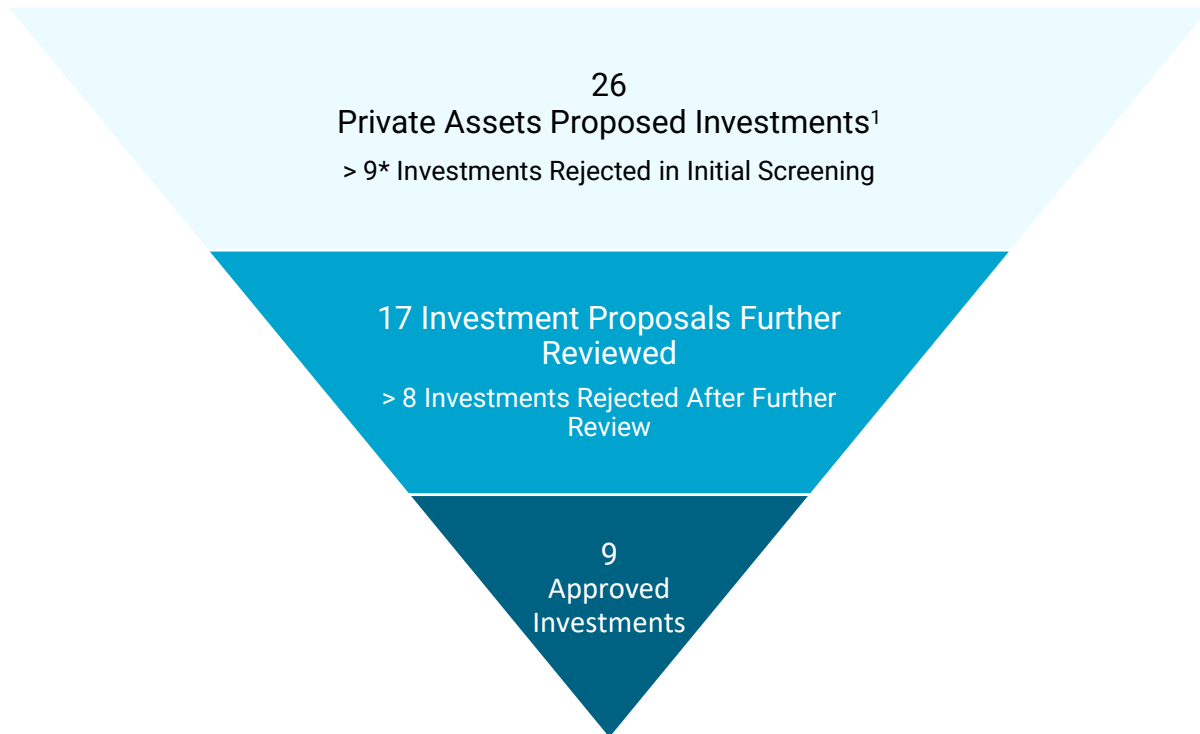 26
Private Assets Proposed Investments¹
> 9* Investments Rejected in Initial Screening
17 Investment Proposals Further
Reviewed
> 8 Investments Rejected After Further
Review
9
Approved
Investments